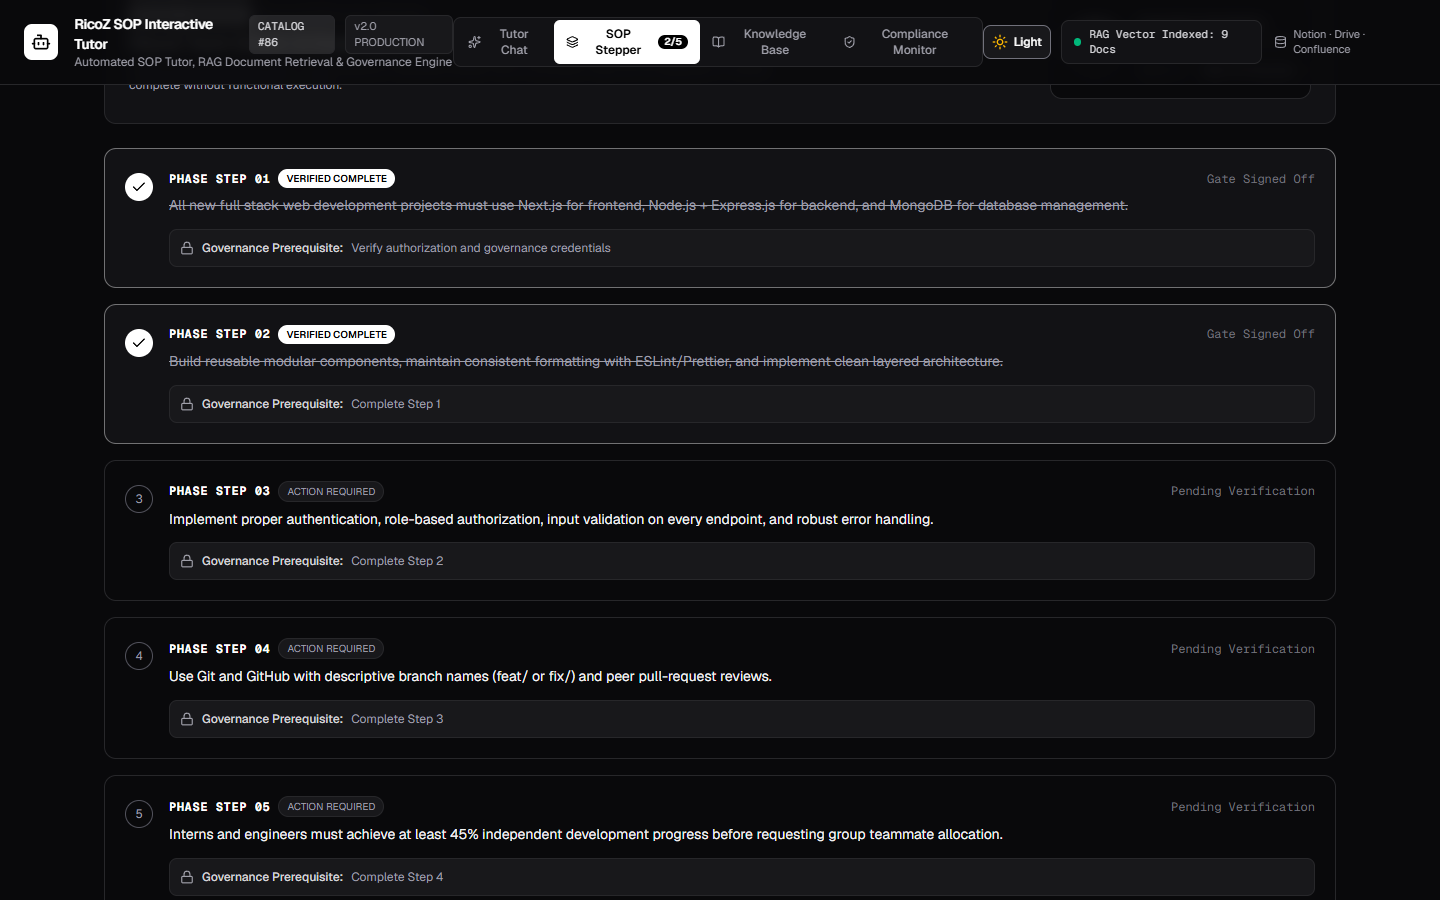 RicoZ SOP Interactive Tutor
CATALOG #86
v2.0 PRODUCTION
Automated SOP Tutor, RAG Document Retrieval & Governance Engine
Tutor Chat
SOP Stepper 2/5
Knowledge Base
Compliance Monitor
Light
RAG Vector Indexed: 9 Docs
Notion · Drive · Confluence
complete without functional execution.
PHASE STEP 01 VERIFIED COMPLETE Gate Signed Off
All new full stack web development projects must use Next.js for frontend, Node.js + Express.js for backend, and MongoDB for database management.
Governance Prerequisite: Verify authorization and governance credentials
PHASE STEP 02 VERIFIED COMPLETE Gate Signed Off
Build reusable modular components, maintain consistent formatting with ESLint/Prettier, and implement clean layered architecture.
Governance Prerequisite: Complete Step 1
3 PHASE STEP 03 ACTION REQUIRED Pending Verification
Implement proper authentication, role-based authorization, input validation on every endpoint, and robust error handling.
Governance Prerequisite: Complete Step 2
4 PHASE STEP 04 ACTION REQUIRED Pending Verification
Use Git and GitHub with descriptive branch names (feat/ or fix/) and peer pull-request reviews.
Governance Prerequisite: Complete Step 3
5 PHASE STEP 05 ACTION REQUIRED Pending Verification
Interns and engineers must achieve at least 45% independent development progress before requesting group teammate allocation.
Governance Prerequisite: Complete Step 4